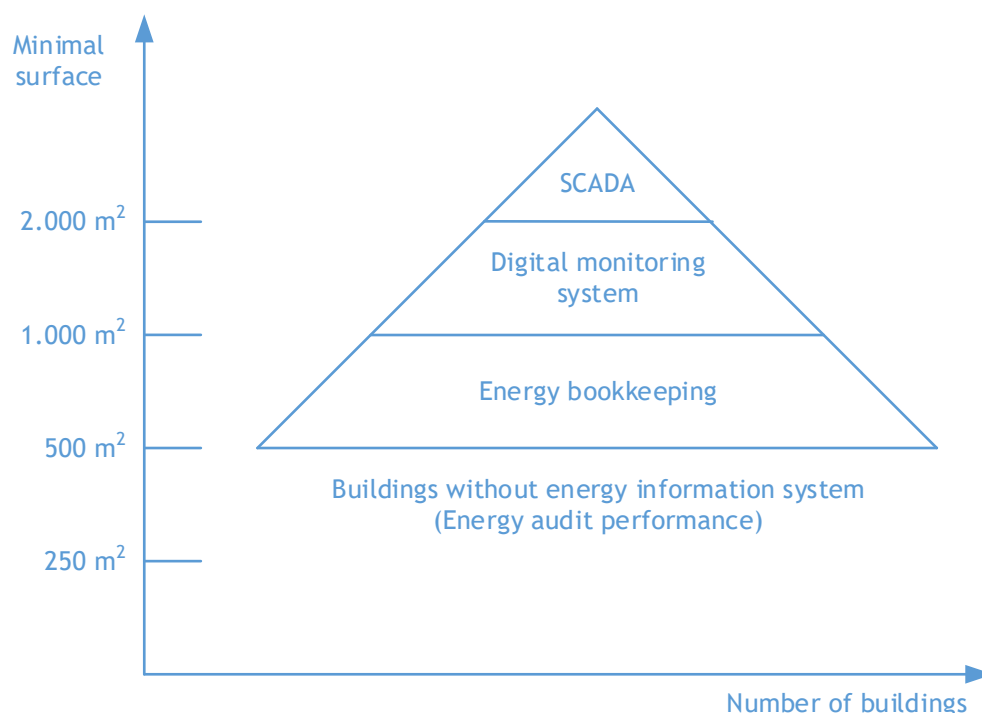 Minimal
surface
SCADA
2.000 m²
Digital monitoring
system
1.000 m²
Energy bookkeeping
500 m²
Buildings without energy information system
(Energy audit performance)
250 m²
Number of buildings